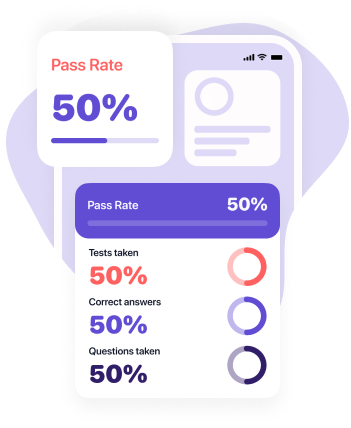 Pass Rate
50%
Pass Rate 50%
Tests taken
50%
Correct answers
50%
Questions taken
50%